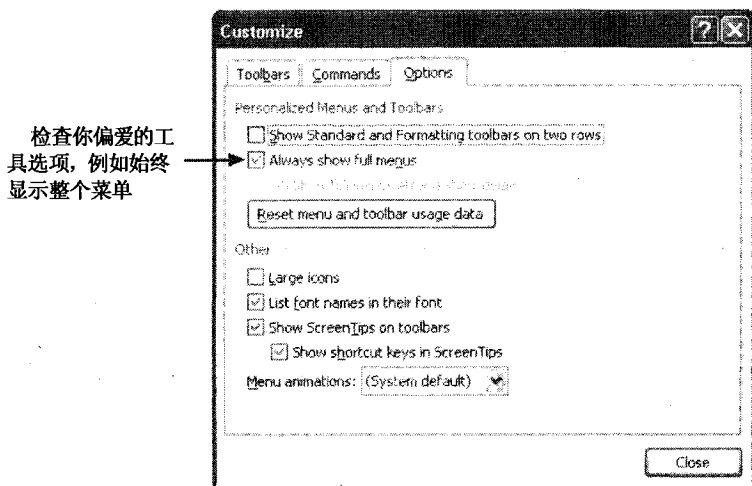 Customize
Toolbars Commands Options
Personalized Menus and Toolbars
Show Standard and Formatting toolbars on two rows
检查你偏爱的工
具选项，例如始终
显示整个菜单
Always show full menus
Reset menu and toolbar usage data
Other
Large icons
List font names in their font
Show ScreenTips on toolbars
Show shortcut keys in ScreenTips
Menu animations: (System default)
Close